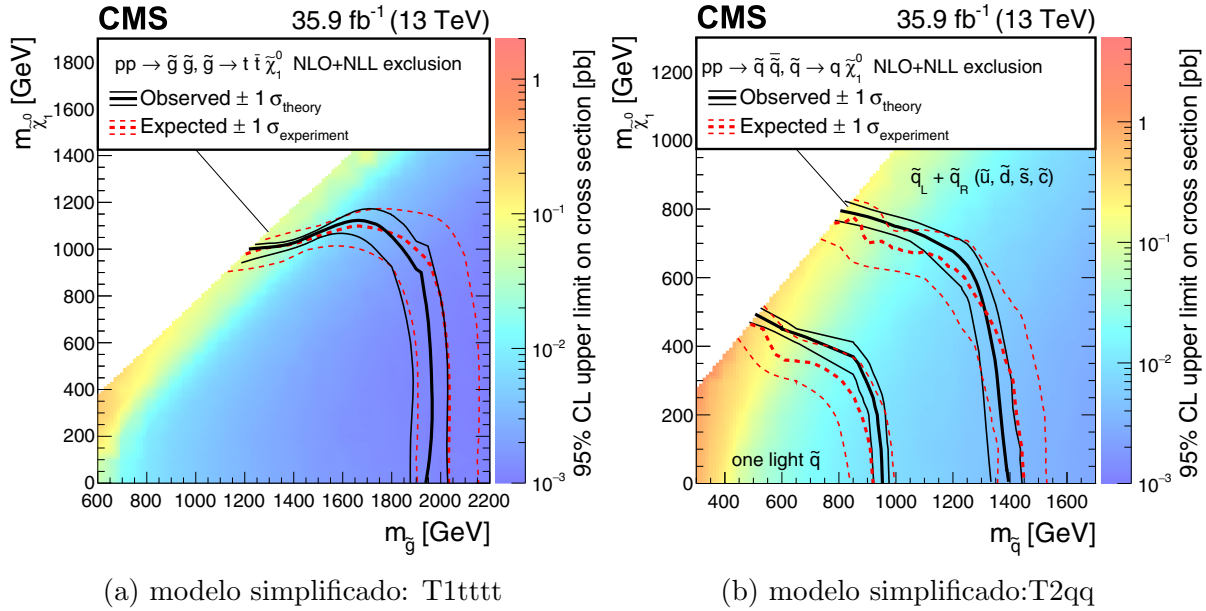 CMS 35.9 fb⁻¹ (13 TeV)
pp → g̃ g̃, g̃ → t t̄ χ̃₁⁰ NLO+NLL exclusion
Observed ± 1 σtheory
Expected ± 1 σexperiment
m χ̃₁⁰ [GeV]
1800
1600
1400
1200
1000
800
600
400
200
0
600 800 1000 1200 1400 1600 1800 2000 2200
m g̃ [GeV]
1
10⁻¹
10⁻²
10⁻³
95% CL upper limit on cross section [pb]
(a) modelo simplificado: T1tttt
CMS 35.9 fb⁻¹ (13 TeV)
pp → q̃ q̃̄, q̃ → q χ̃₁⁰ NLO+NLL exclusion
Observed ± 1 σtheory
Expected ± 1 σexperiment
q̃L + q̃R (ũ, d̃, s̃, c̃)
one light q̃
m χ̃₁⁰ [GeV]
1200
1000
800
600
400
200
0
400 600 800 1000 1200 1400 1600
m q̃ [GeV]
1
10⁻¹
10⁻²
10⁻³
95% CL upper limit on cross section [pb]
(b) modelo simplificado:T2qq